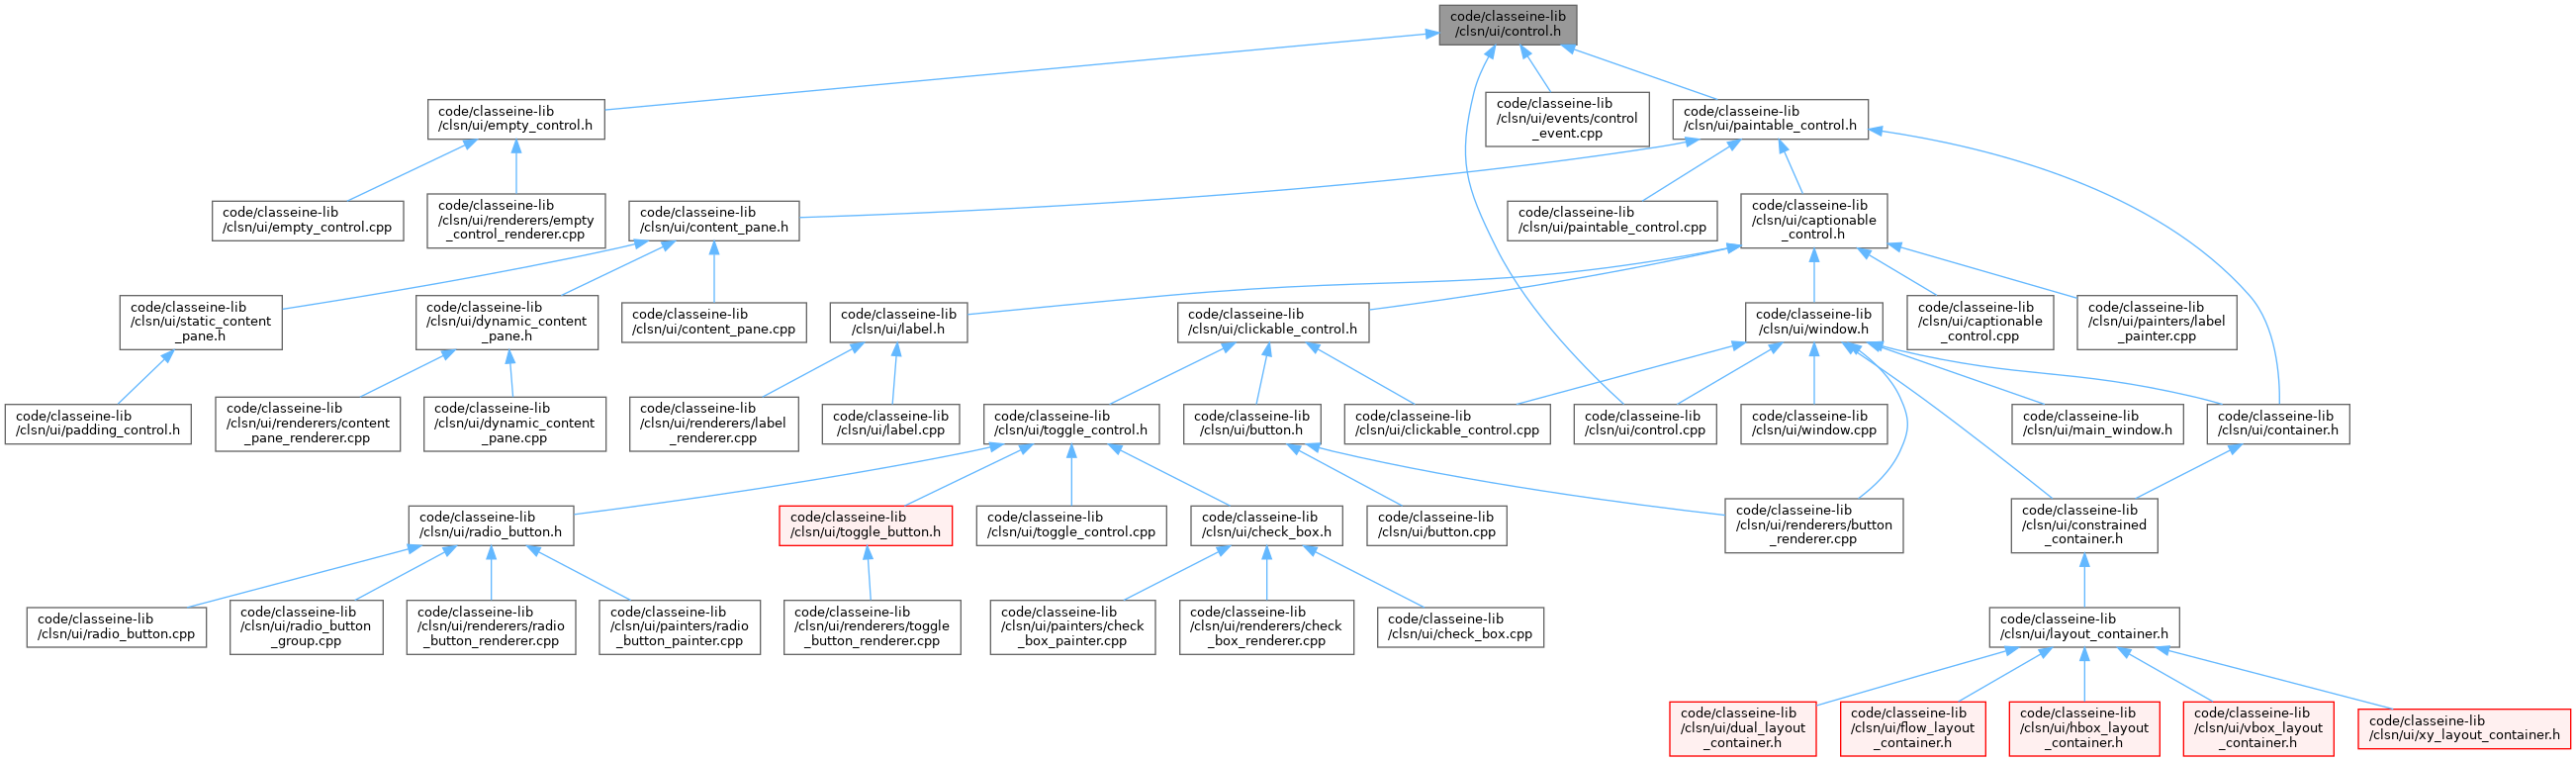 code/classeine-lib
/clsn/ui/control.h
code/classeine-lib
/clsn/ui/empty_control.h
code/classeine-lib
/clsn/ui/events/control
_event.cpp
code/classeine-lib
/clsn/ui/paintable_control.h
code/classeine-lib
/clsn/ui/empty_control.cpp
code/classeine-lib
/clsn/ui/renderers/empty
_control_renderer.cpp
code/classeine-lib
/clsn/ui/content_pane.h
code/classeine-lib
/clsn/ui/paintable_control.cpp
code/classeine-lib
/clsn/ui/captionable
_control.h
code/classeine-lib
/clsn/ui/static_content
_pane.h
code/classeine-lib
/clsn/ui/dynamic_content
_pane.h
code/classeine-lib
/clsn/ui/content_pane.cpp
code/classeine-lib
/clsn/ui/label.h
code/classeine-lib
/clsn/ui/clickable_control.h
code/classeine-lib
/clsn/ui/window.h
code/classeine-lib
/clsn/ui/captionable
_control.cpp
code/classeine-lib
/clsn/ui/painters/label
_painter.cpp
code/classeine-lib
/clsn/ui/padding_control.h
code/classeine-lib
/clsn/ui/renderers/content
_pane_renderer.cpp
code/classeine-lib
/clsn/ui/dynamic_content
_pane.cpp
code/classeine-lib
/clsn/ui/renderers/label
_renderer.cpp
code/classeine-lib
/clsn/ui/label.cpp
code/classeine-lib
/clsn/ui/toggle_control.h
code/classeine-lib
/clsn/ui/button.h
code/classeine-lib
/clsn/ui/clickable_control.cpp
code/classeine-lib
/clsn/ui/control.cpp
code/classeine-lib
/clsn/ui/window.cpp
code/classeine-lib
/clsn/ui/main_window.h
code/classeine-lib
/clsn/ui/container.h
code/classeine-lib
/clsn/ui/radio_button.h
code/classeine-lib
/clsn/ui/toggle_button.h
code/classeine-lib
/clsn/ui/toggle_control.cpp
code/classeine-lib
/clsn/ui/check_box.h
code/classeine-lib
/clsn/ui/button.cpp
code/classeine-lib
/clsn/ui/renderers/button
_renderer.cpp
code/classeine-lib
/clsn/ui/constrained
_container.h
code/classeine-lib
/clsn/ui/radio_button.cpp
code/classeine-lib
/clsn/ui/radio_button
_group.cpp
code/classeine-lib
/clsn/ui/renderers/radio
_button_renderer.cpp
code/classeine-lib
/clsn/ui/painters/radio
_button_painter.cpp
code/classeine-lib
/clsn/ui/renderers/toggle
_button_renderer.cpp
code/classeine-lib
/clsn/ui/painters/check
_box_painter.cpp
code/classeine-lib
/clsn/ui/renderers/check
_box_renderer.cpp
code/classeine-lib
/clsn/ui/check_box.cpp
code/classeine-lib
/clsn/ui/layout_container.h
code/classeine-lib
/clsn/ui/dual_layout
_container.h
code/classeine-lib
/clsn/ui/flow_layout
_container.h
code/classeine-lib
/clsn/ui/hbox_layout
_container.h
code/classeine-lib
/clsn/ui/vbox_layout
_container.h
code/classeine-lib
/clsn/ui/xy_layout_container.h